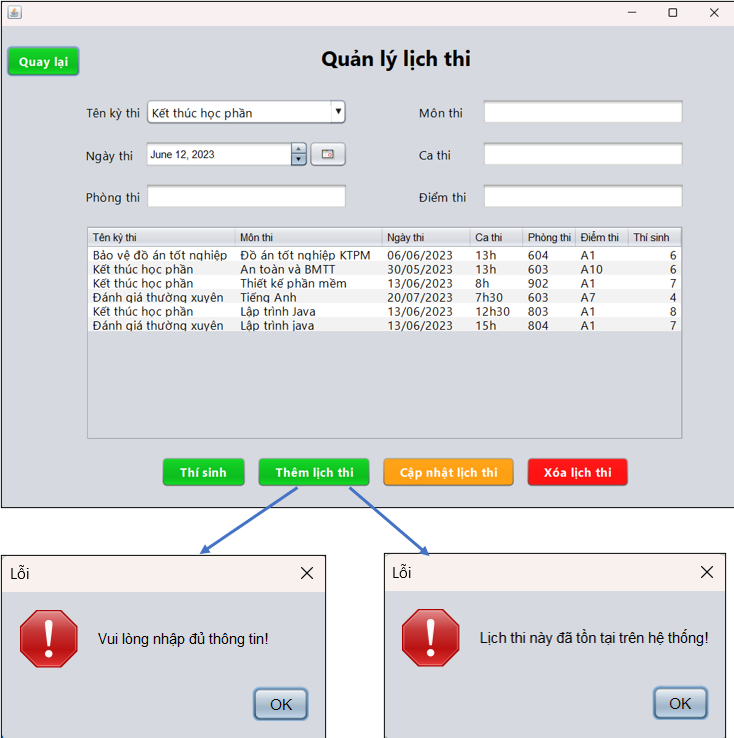 Quản lý lịch thi
Quay lại
Tên kỳ thi Kết thúc học phần Môn thi
Ngày thi June 12, 2023 Ca thi
Phòng thi Điểm thi
Tên kỳ thi Môn thi Ngày thi Ca thi Phòng thi Điểm thi Thí sinh
Bảo vệ đồ án tốt nghiệp Đồ án tốt nghiệp KTPM 06/06/2023 13h 604 A1 6
Kết thúc học phần An toàn và BMTT 30/05/2023 13h 603 A10 6
Kết thúc học phần Thiết kế phần mềm 13/06/2023 8h 902 A1 7
Đánh giá thường xuyên Tiếng Anh 20/07/2023 7h30 603 A7 4
Kết thúc học phần Lập trình Java 13/06/2023 12h30 803 A1 8
Đánh giá thường xuyên Lập trình java 13/06/2023 15h 804 A1 7
Thí sinh Thêm lịch thi Cập nhật lịch thi Xóa lịch thi
Lỗi
Vui lòng nhập đủ thông tin!
OK
Lỗi
Lịch thi này đã tồn tại trên hệ thống!
OK